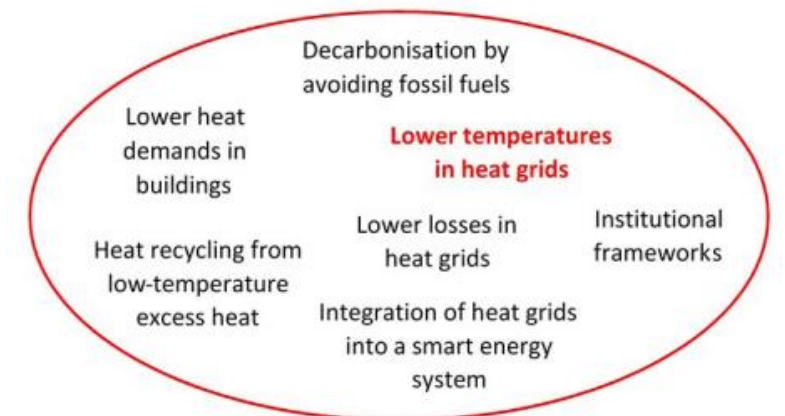 Decarbonisation by
avoiding fossil fuels
Lower heat
demands in
buildings
Lower temperatures
in heat grids
Lower losses in
heat grids
Institutional
frameworks
Heat recycling from
low-temperature
excess heat
Integration of heat grids
into a smart energy
system